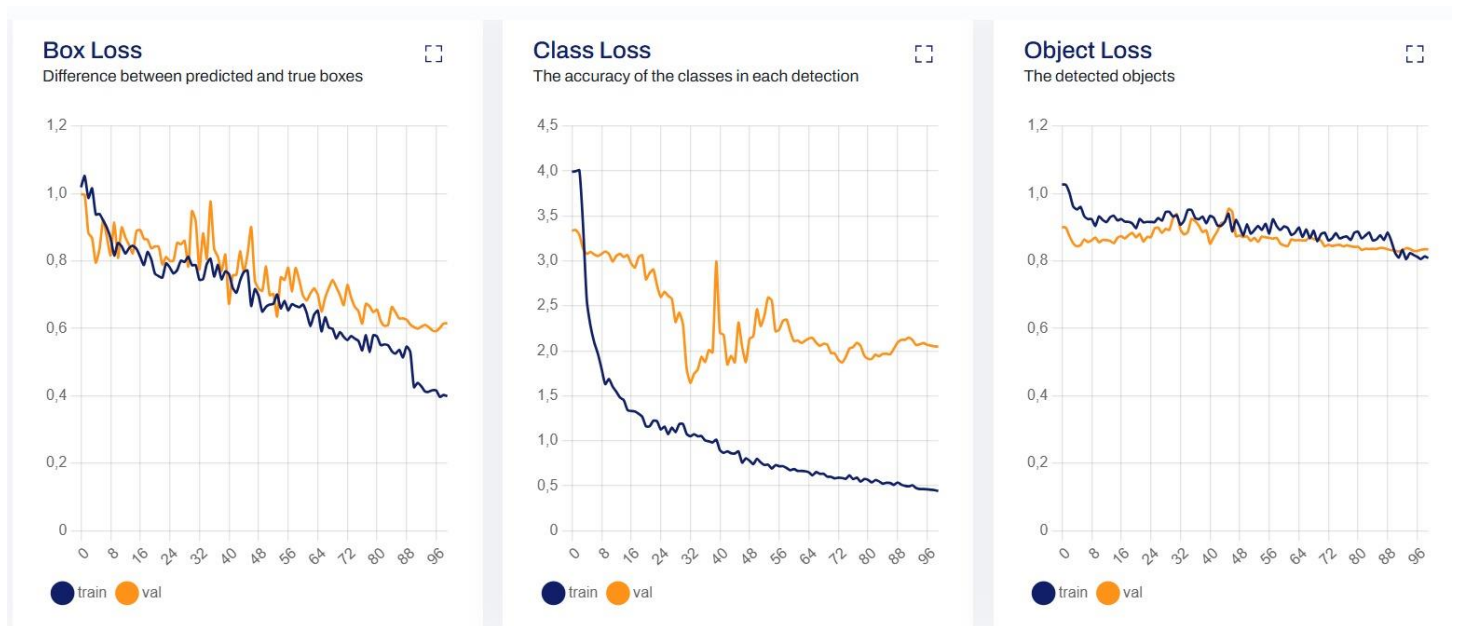 Box Loss
Difference between predicted and true boxes
1,2
1,0
0,8
0,6
0,4
0,2
0
0 8 16 24 32 40 48 56 64 72 80 88 96
train val
Class Loss
The accuracy of the classes in each detection
4,5
4,0
3,5
3,0
2,5
2,0
1,5
1,0
0,5
0
0 8 16 24 32 40 48 56 64 72 80 88 96
train val
Object Loss
The detected objects
1,2
1,0
0,8
0,6
0,4
0,2
0
0 8 16 24 32 40 48 56 64 72 80 88 96
train val